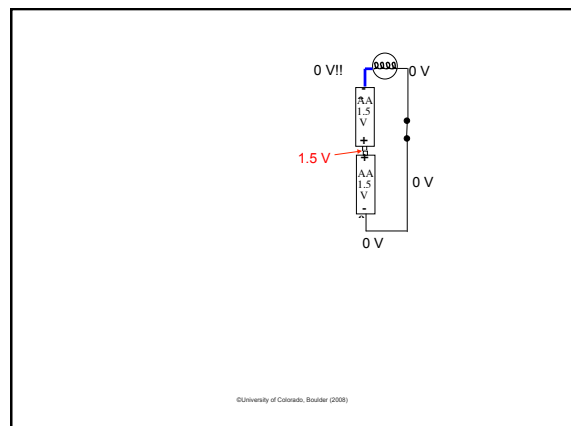 0 V!!
0 V
-
AA
1.5
V
+
1.5 V
+
AA
1.5
V
-
0 V
0 V
©University of Colorado, Boulder (2008)